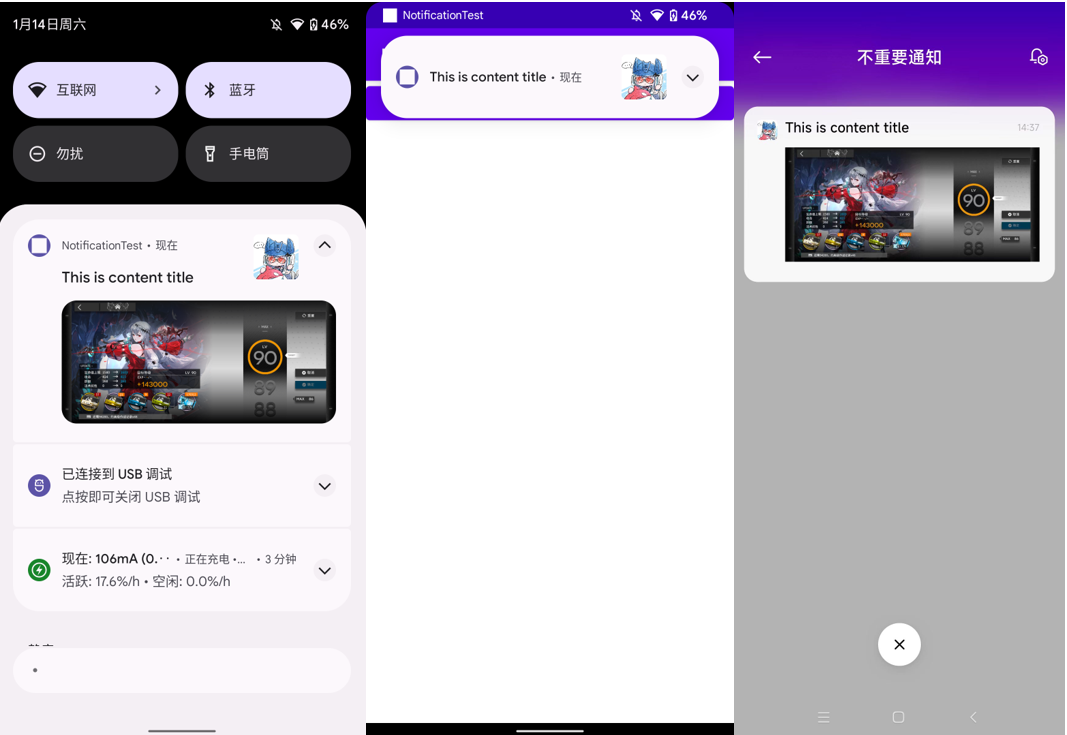 1月14日周六
46%
互联网
蓝牙
勿扰
手电筒
NotificationTest • 现在
This is content title
LV
90
89
88
+143000
已连接到 USB 调试
点按即可关闭 USB 调试
现在: 106mA (0.·· • 正在充电 •... • 3 分钟
活跃: 17.6%/h • 空闲: 0.0%/h
NotificationTest
46%
This is content title • 现在
不重要通知
This is content title
14:37
LV
90
89
88
+143000